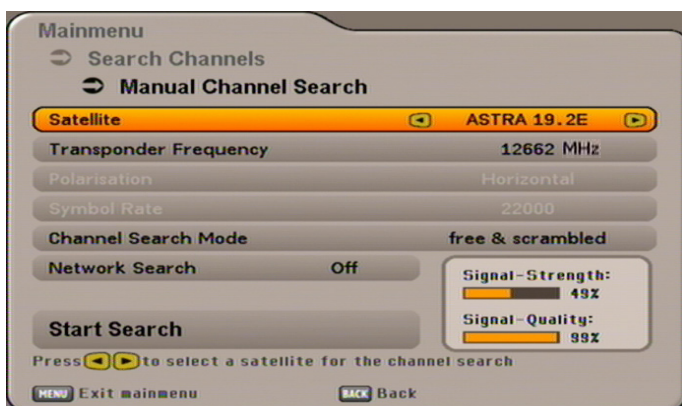 Mainmenu
Search Channels
Manual Channel Search
Satellite ASTRA 19.2E
Transponder Frequency 12662 MHz
Polarisation Horizontal
Symbol Rate 22000
Channel Search Mode free & scrambled
Network Search Off
Signal-Strength:
49%
Start Search
Signal-Quality:
99%
Press to select a satellite for the channel search
MENU Exit mainmenu BACK Back